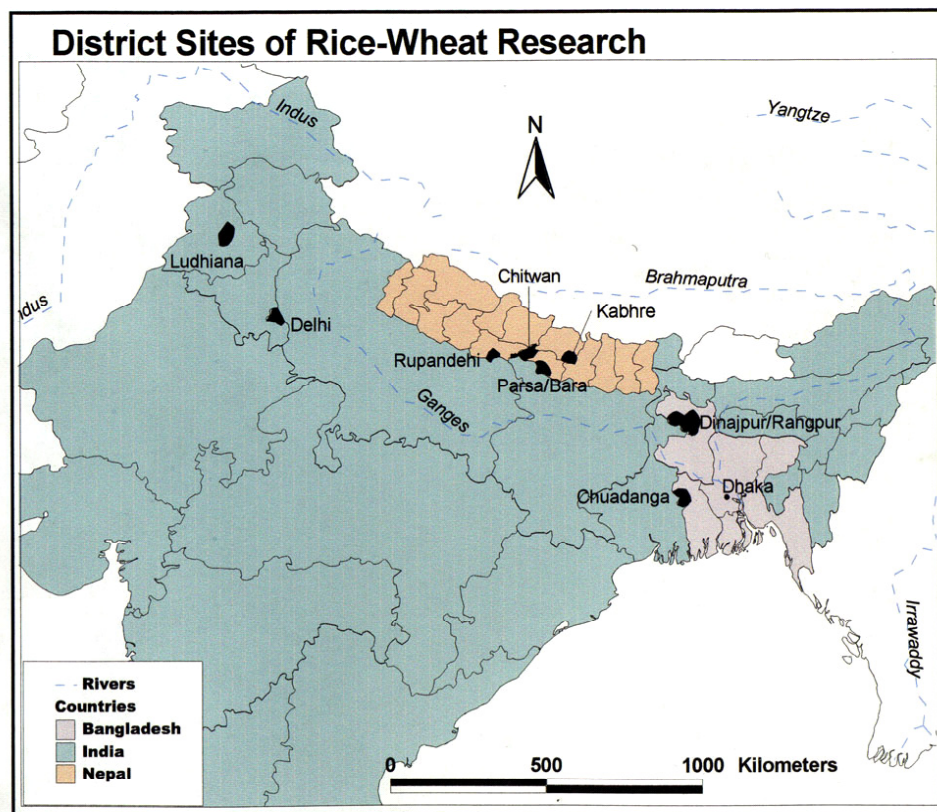 District Sites of Rice-Wheat Research
Indus
Yangtze
N
Ludhiana
Chitwan
Brahmaputra
Indus
Kabhre
Delhi
Rupandehi
Parsa/Bara
Ganges
Dinajpur/Rangpur
Chuadanga
Dhaka
Irrawaddy
Rivers
Countries
Bangladesh
India
Nepal
0 500 1000 Kilometers